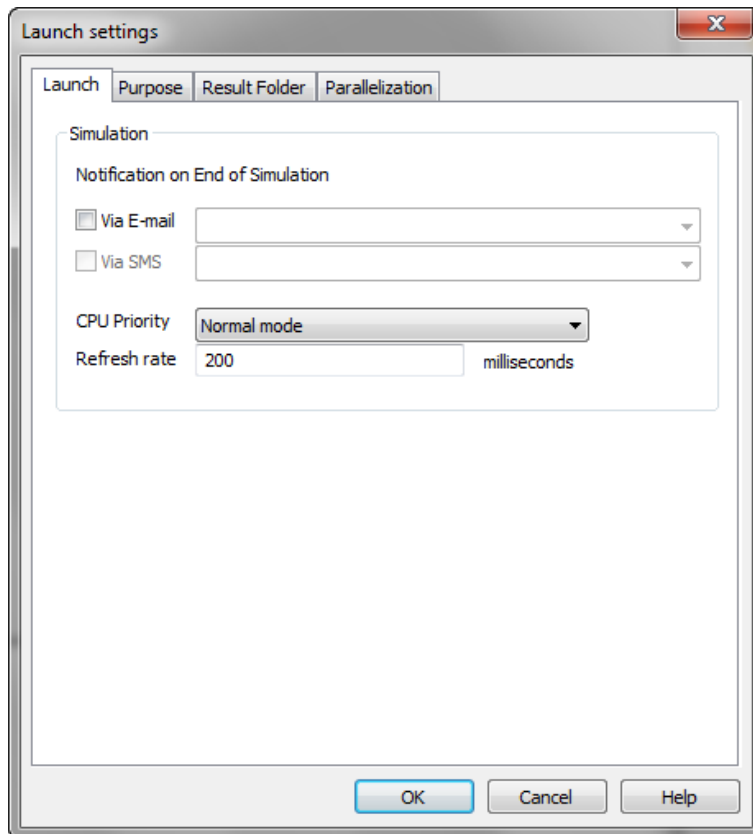 Launch settings
Launch Purpose Result Folder Parallelization
Simulation
Notification on End of Simulation
Via E-mail
Via SMS
CPU Priority Normal mode
Refresh rate 200 milliseconds
OK Cancel Help